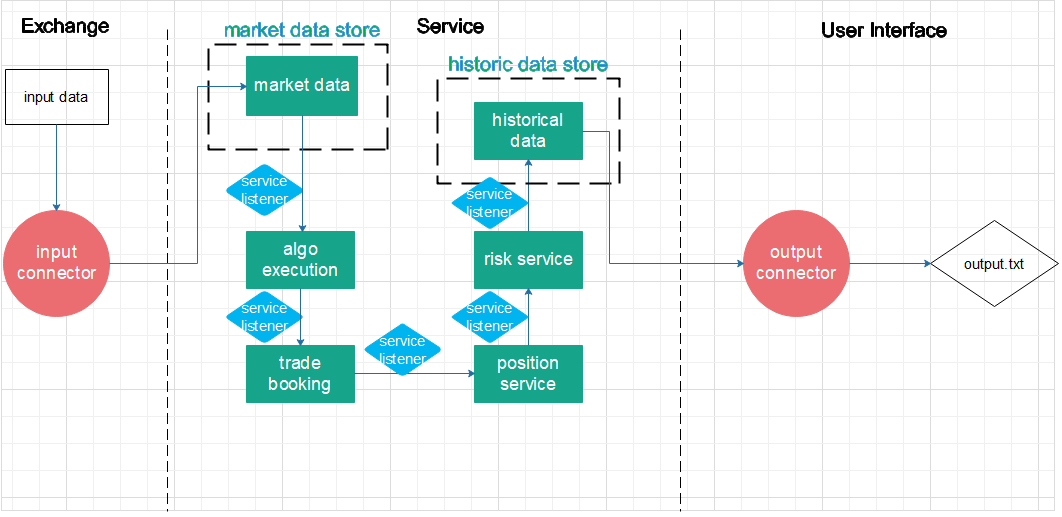 Exchange
Service
User Interface
market data store
historic data store
input data
market data
historical
data
service
listener
service
listener
input
connector
algo
execution
risk service
output
connector
output.txt
service
listener
service
listener
service
listener
trade
booking
position
service